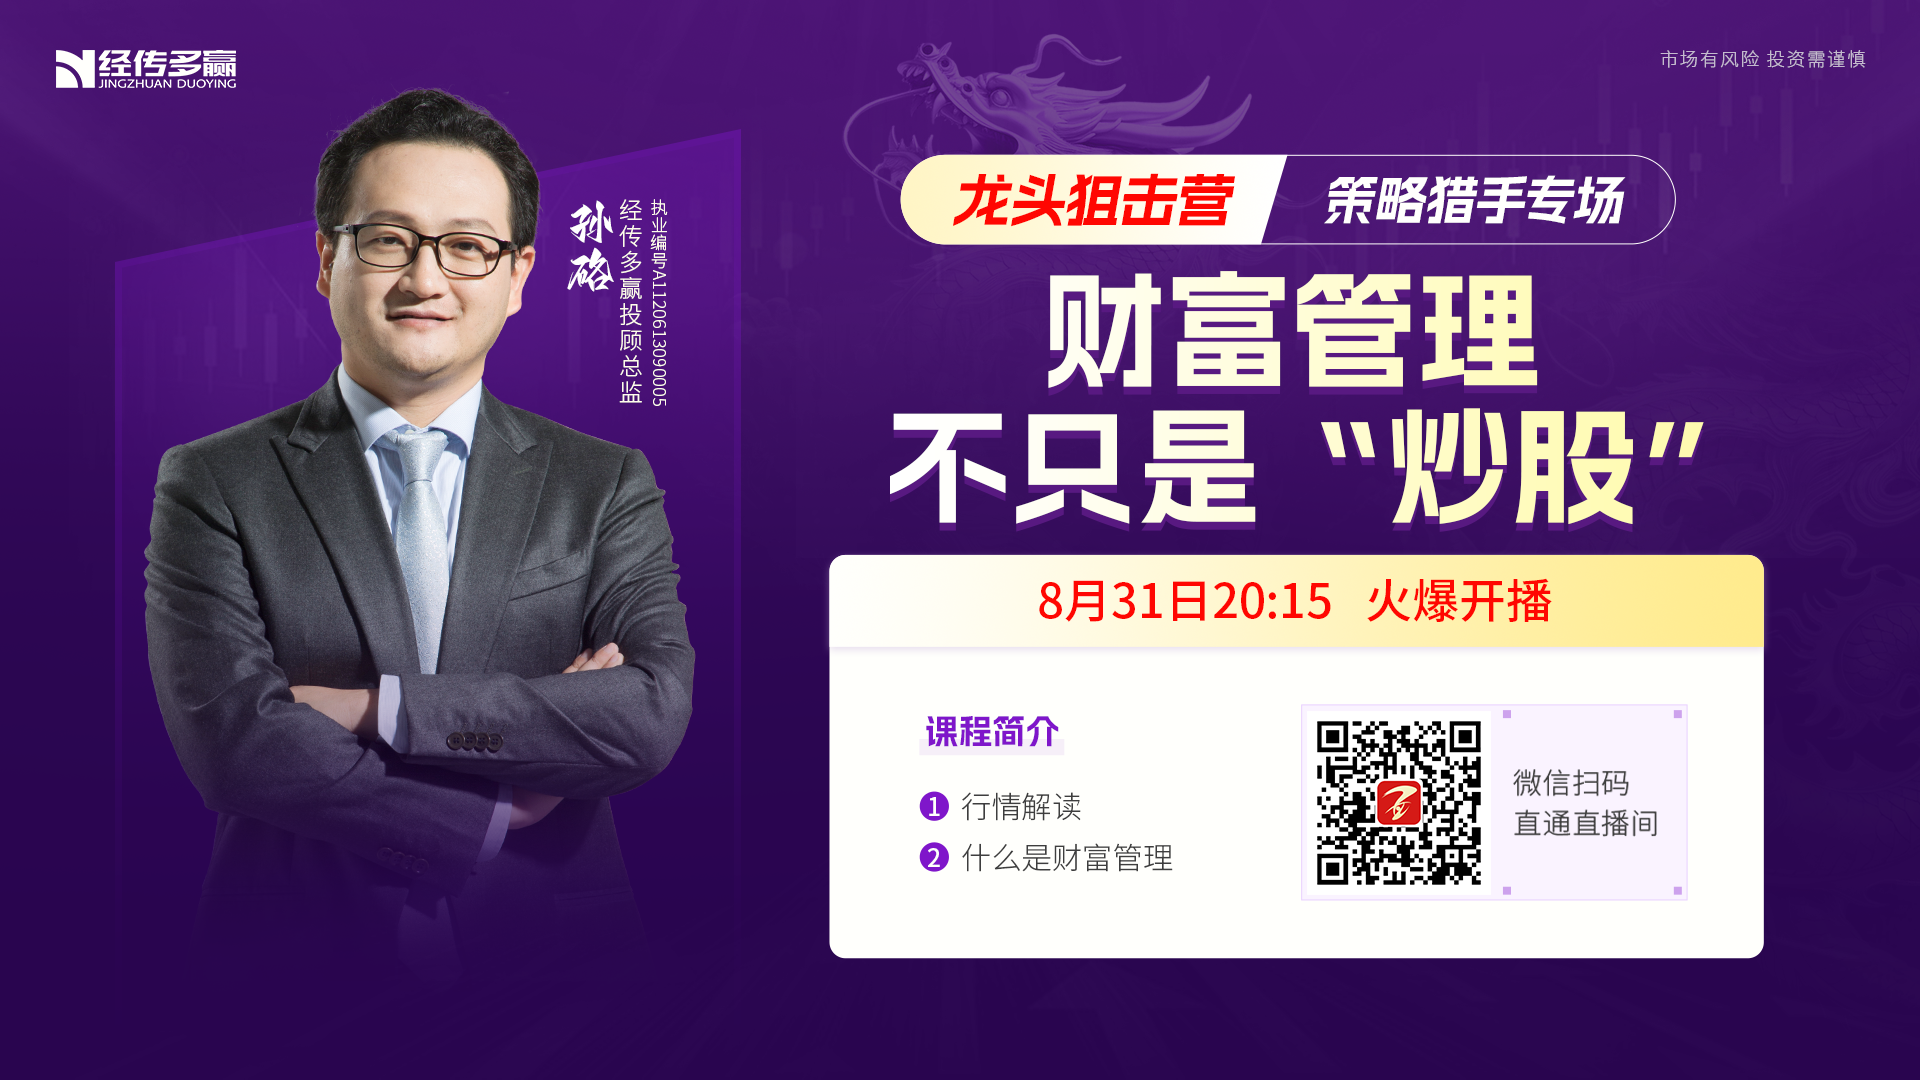 经传多赢
JINGZHUAN DUOYING
市场有风险 投资需谨慎
孙硌
经传多赢投顾总监
执业编号A1120613090005
龙头狙击营
策略猎手专场
财富管理
不只是“炒股”
8月31日20:15 火爆开播
课程简介
1 行情解读
2 什么是财富管理
微信扫码
直通直播间